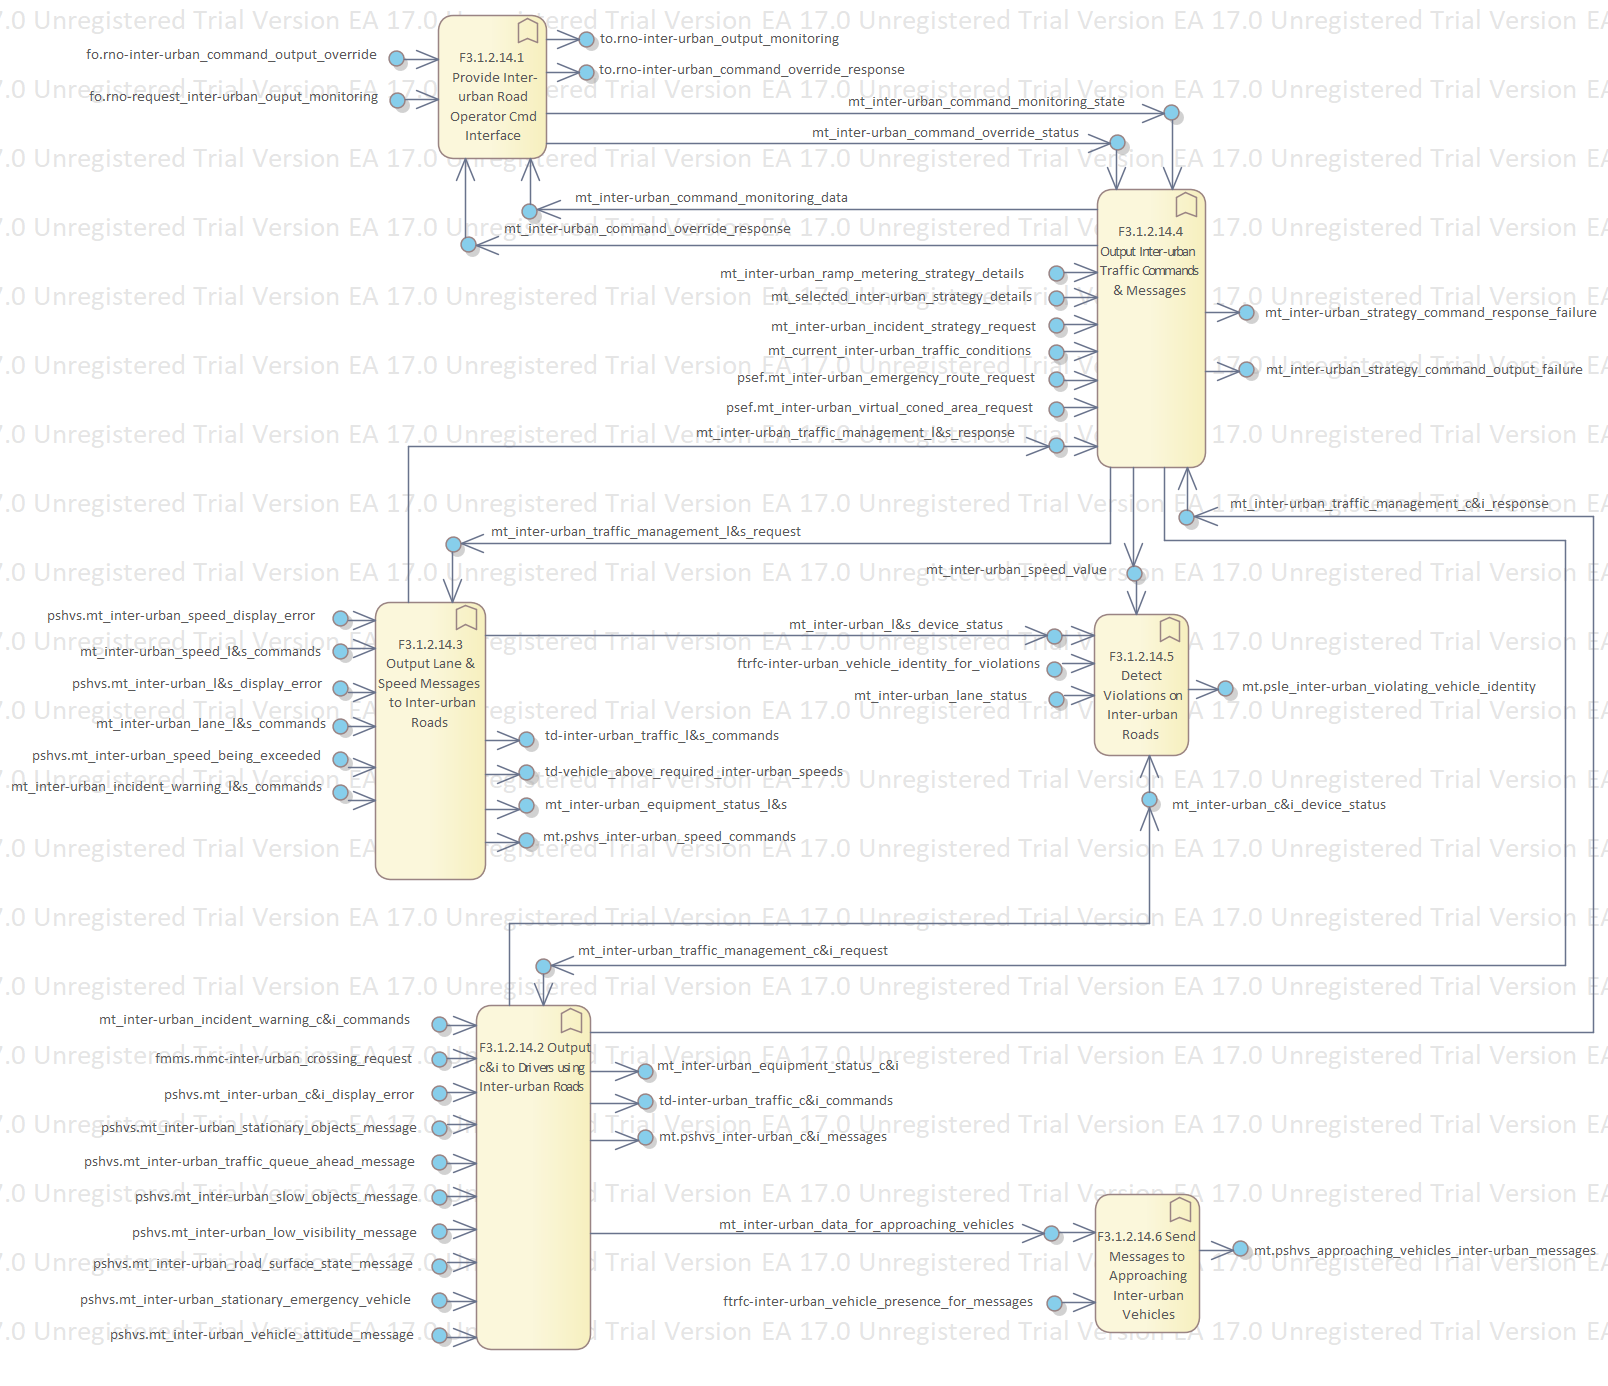 fo.rno-inter-urban_command_output_override
fo.rno-request_inter-urban_ouput_monitoring
F3.1.2.14.1
Provide Inter-
urban Road
Operator Cmd
Interface
to.rno-inter-urban_output_monitoring
to.rno-inter-urban_command_override_response
mt_inter-urban_command_monitoring_state
mt_inter-urban_command_override_status
mt_inter-urban_command_monitoring_data
mt_inter-urban_command_override_response
F3.1.2.14.4
Output Inter-urban
Traffic Commands
& Messages
mt_inter-urban_ramp_metering_strategy_details
mt_selected_inter-urban_strategy_details
mt_inter-urban_incident_strategy_request
mt_current_inter-urban_traffic_conditions
psef.mt_inter-urban_emergency_route_request
psef.mt_inter-urban_virtual_coned_area_request
mt_inter-urban_traffic_management_l&s_response
mt_inter-urban_strategy_command_response_failure
mt_inter-urban_strategy_command_output_failure
mt_inter-urban_traffic_management_c&i_response
mt_inter-urban_traffic_management_l&s_request
mt_inter-urban_speed_value
pshvs.mt_inter-urban_speed_display_error
mt_inter-urban_speed_l&s_commands
pshvs.mt_inter-urban_l&s_display_error
mt_inter-urban_lane_l&s_commands
pshvs.mt_inter-urban_speed_being_exceeded
mt_inter-urban_incident_warning_l&s_commands
F3.1.2.14.3
Output Lane &
Speed Messages
to Inter-urban
Roads
mt_inter-urban_l&s_device_status
ftrfc-inter-urban_vehicle_identity_for_violations
mt_inter-urban_lane_status
F3.1.2.14.5
Detect
Violations on
Inter-urban
Roads
mt.psle_inter-urban_violating_vehicle_identity
td-inter-urban_traffic_l&s_commands
td-vehicle_above_required_inter-urban_speeds
mt_inter-urban_equipment_status_l&s
mt.pshvs_inter-urban_speed_commands
mt_inter-urban_c&i_device_status
mt_inter-urban_traffic_management_c&i_request
mt_inter-urban_incident_warning_c&i_commands
fmms.mmc-inter-urban_crossing_request
pshvs.mt_inter-urban_c&i_display_error
pshvs.mt_inter-urban_stationary_objects_message
pshvs.mt_inter-urban_traffic_queue_ahead_message
pshvs.mt_inter-urban_slow_objects_message
pshvs.mt_inter-urban_low_visibility_message
pshvs.mt_inter-urban_road_surface_state_message
pshvs.mt_inter-urban_stationary_emergency_vehicle
pshvs.mt_inter-urban_vehicle_attitude_message
F3.1.2.14.2 Output
c&i to Drivers using
Inter-urban Roads
mt_inter-urban_equipment_status_c&i
td-inter-urban_traffic_c&i_commands
mt.pshvs_inter-urban_c&i_messages
mt_inter-urban_data_for_approaching_vehicles
ftrfc-inter-urban_vehicle_presence_for_messages
F3.1.2.14.6 Send
Messages to
Approaching
Inter-urban
Vehicles
mt.pshvs_approaching_vehicles_inter-urban_messages